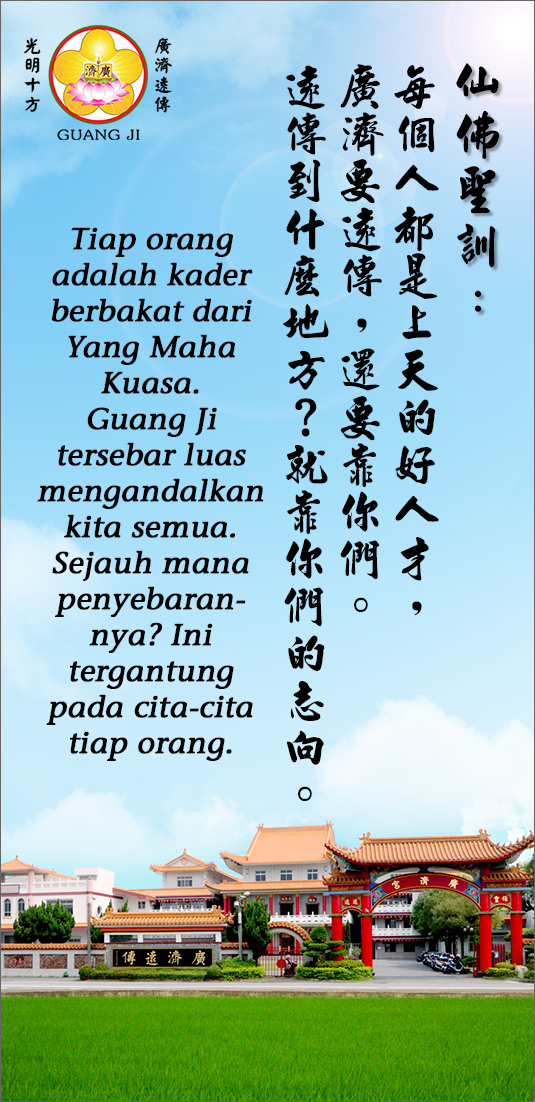 光明十方
廣濟遠傳
廣濟
GUANG JI
仙佛聖訓：
每個人都是上天的好人才，
廣濟要遠傳，還要靠你們。
遠傳到什麼地方？就靠你們的志向。
Tiap orang
adalah kader
berbakat dari
Yang Maha
Kuasa.
Guang Ji
tersebar luas
mengandalkan
kita semua.
Sejauh mana
penyebaran-
nya? Ini
tergantung
pada cita-cita
tiap orang.
廣濟宮
廣濟遠傳